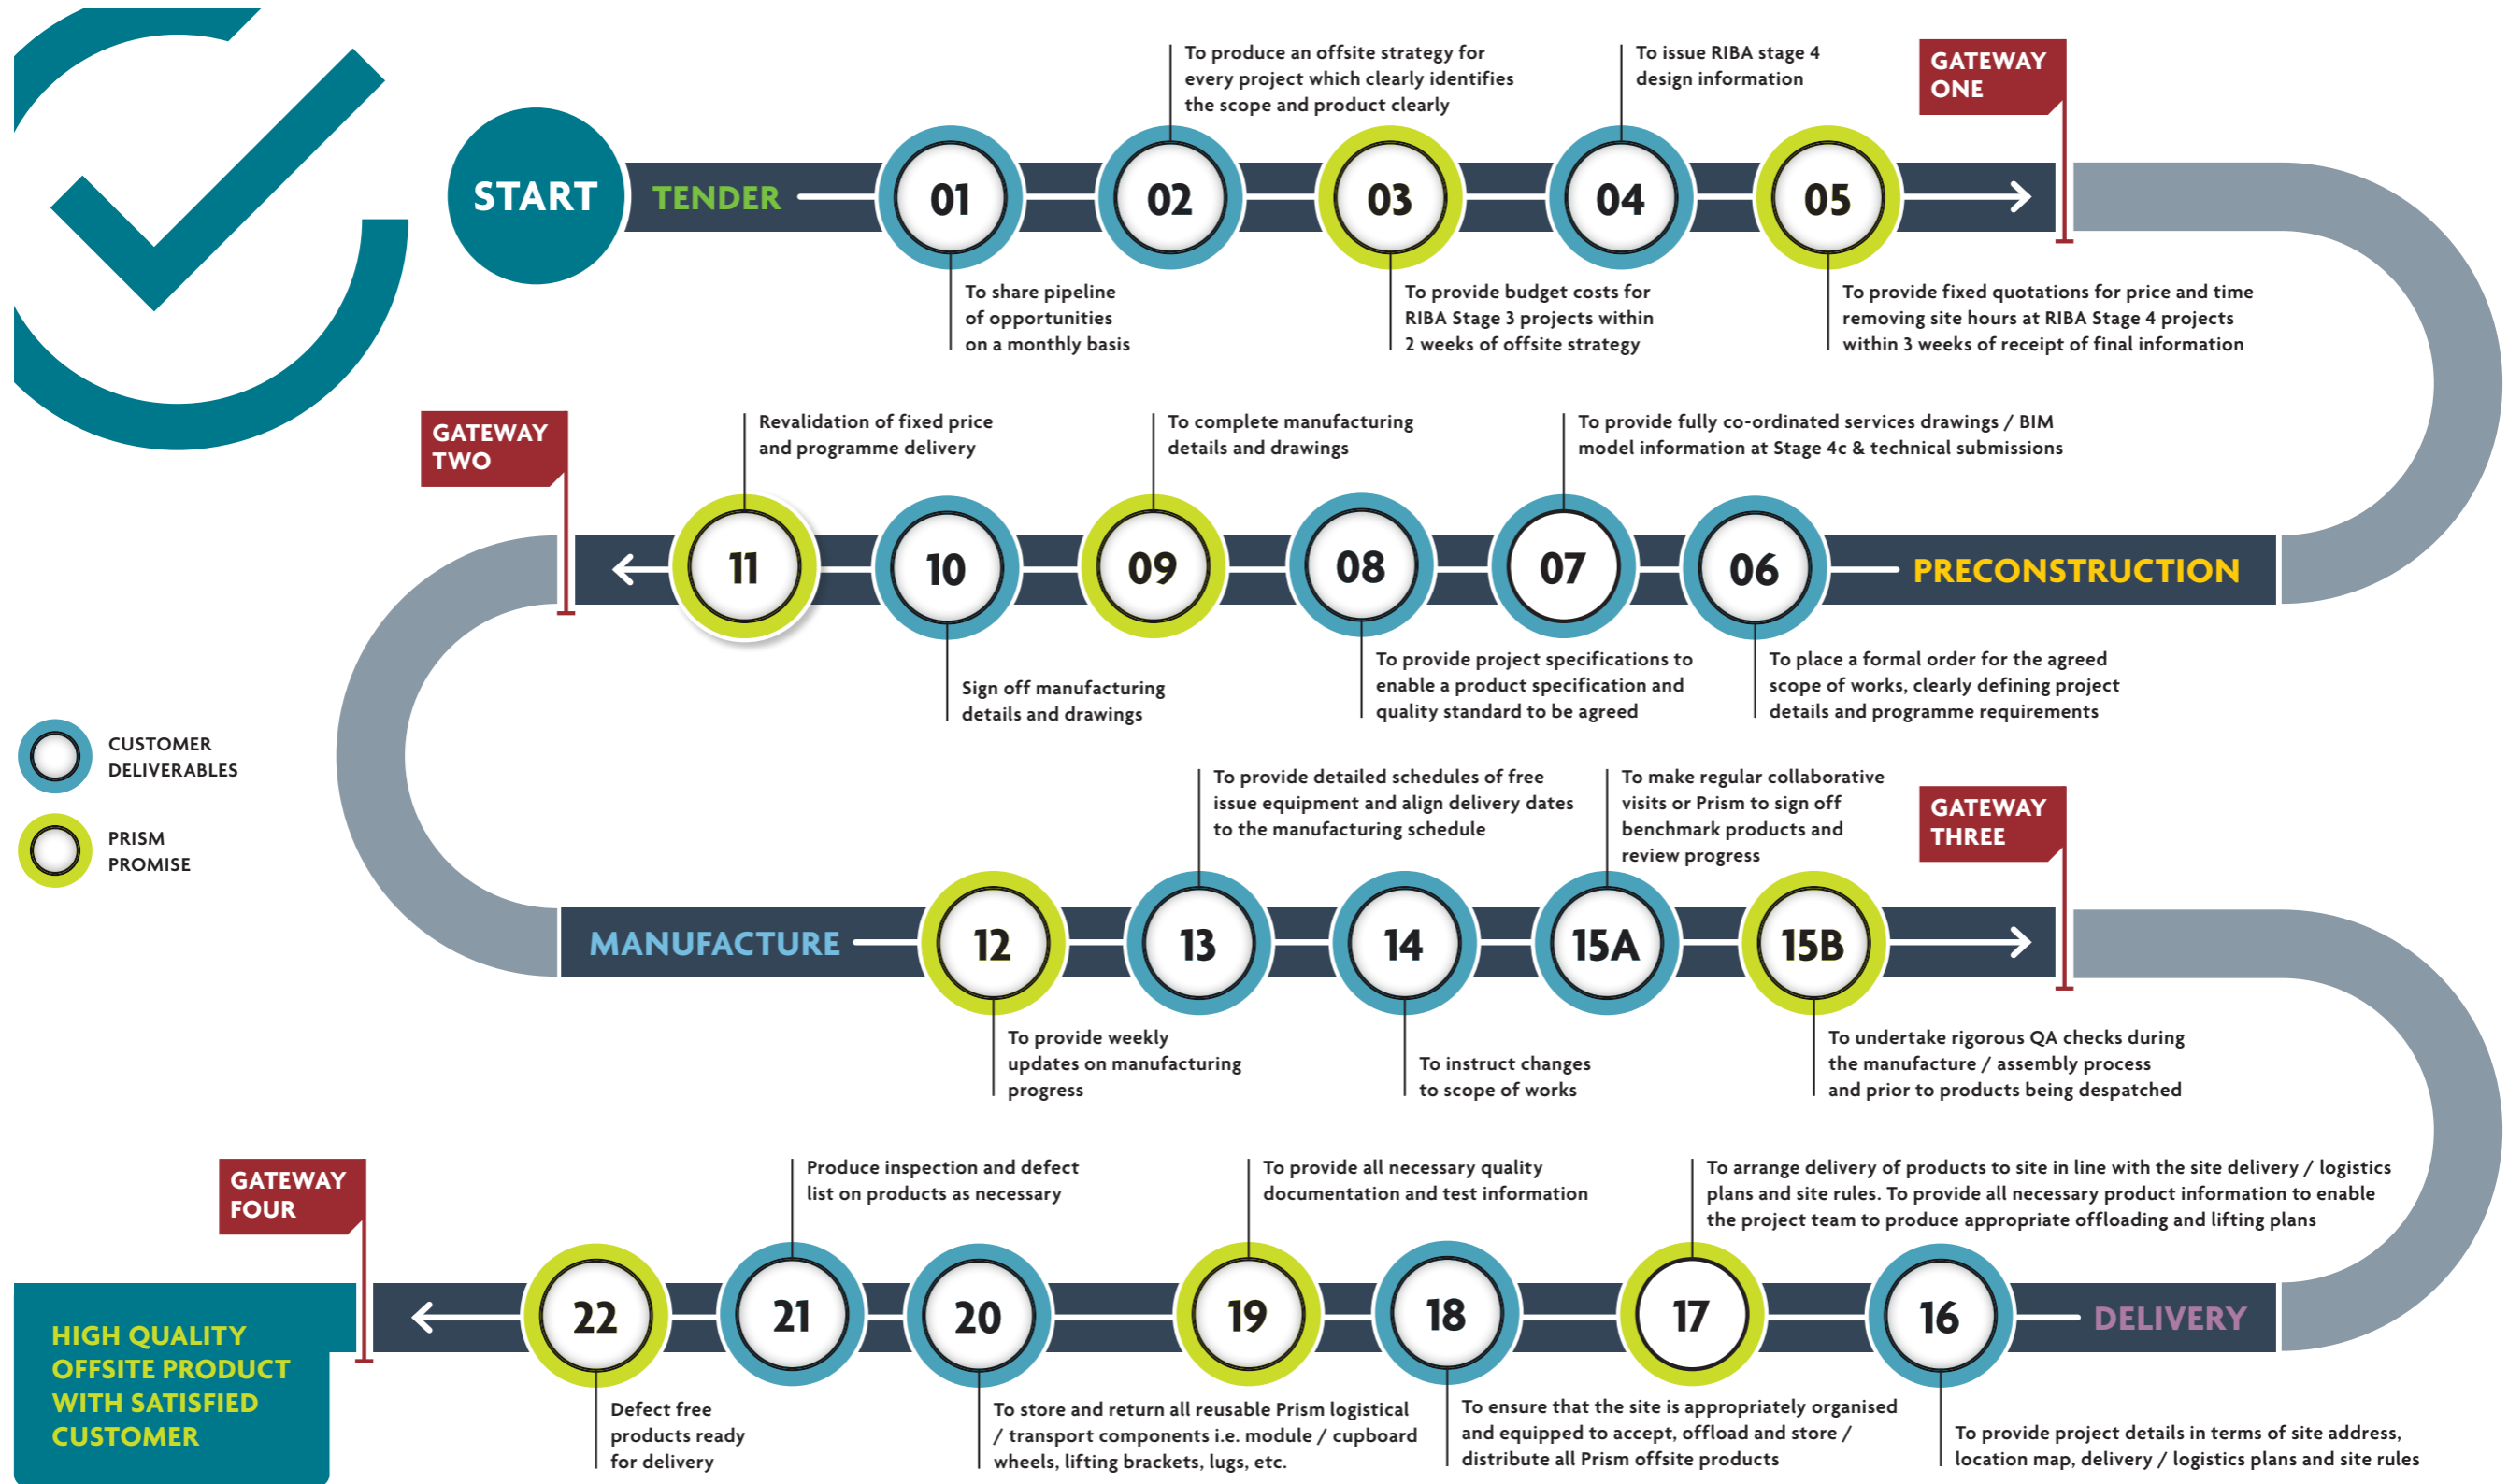 START
TENDER
01
To share pipeline
of opportunities
on a monthly basis
02
To produce an offsite strategy for
every project which clearly identifies
the scope and product clearly
03
To provide budget costs for
RIBA Stage 3 projects within
2 weeks of offsite strategy
04
To issue RIBA stage 4
design information
05
To provide fixed quotations for price and time
removing site hours at RIBA Stage 4 projects
within 3 weeks of receipt of final information
GATEWAY
ONE
PRECONSTRUCTION
06
To place a formal order for the agreed
scope of works, clearly defining project
details and programme requirements
07
To provide fully co-ordinated services drawings / BIM
model information at Stage 4c & technical submissions
08
To provide project specifications to
enable a product specification and
quality standard to be agreed
09
To complete manufacturing
details and drawings
10
Sign off manufacturing
details and drawings
11
Revalidation of fixed price
and programme delivery
GATEWAY
TWO
CUSTOMER
DELIVERABLES
PRISM
PROMISE
MANUFACTURE
12
To provide weekly
updates on manufacturing
progress
13
To provide detailed schedules of free
issue equipment and align delivery dates
to the manufacturing schedule
14
To instruct changes
to scope of works
15A
To make regular collaborative
visits or Prism to sign off
benchmark products and
review progress
15B
To undertake rigorous QA checks during
the manufacture / assembly process
and prior to products being despatched
GATEWAY
THREE
DELIVERY
16
To provide project details in terms of site address,
location map, delivery / logistics plans and site rules
17
To arrange delivery of products to site in line with the site delivery / logistics
plans and site rules. To provide all necessary product information to enable
the project team to produce appropriate offloading and lifting plans
18
To ensure that the site is appropriately organised
and equipped to accept, offload and store /
distribute all Prism offsite products
19
To provide all necessary quality
documentation and test information
20
To store and return all reusable Prism logistical
/ transport components i.e. module / cupboard
wheels, lifting brackets, lugs, etc.
21
Produce inspection and defect
list on products as necessary
22
Defect free
products ready
for delivery
GATEWAY
FOUR
HIGH QUALITY
OFFSITE PRODUCT
WITH SATISFIED
CUSTOMER